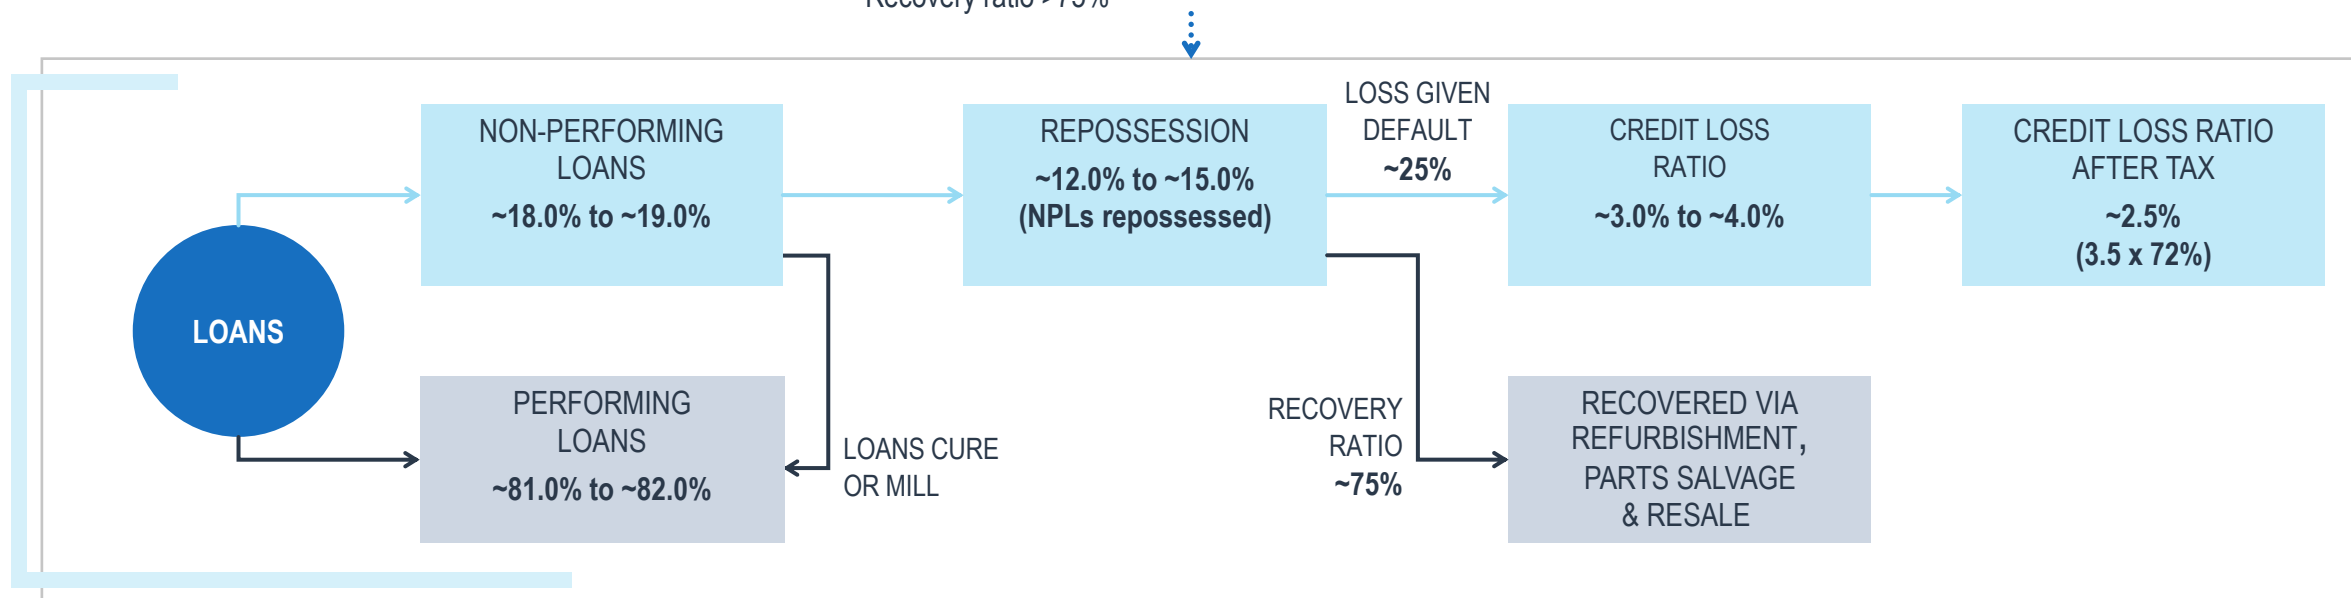 Recovery ratio >75%
NON-PERFORMING
LOANS
~18.0% to ~19.0%
REPOSSESSION
~12.0% to ~15.0%
(NPLs repossessed)
LOSS GIVEN
DEFAULT
~25%
CREDIT LOSS
RATIO
~3.0% to ~4.0%
CREDIT LOSS RATIO
AFTER TAX
~2.5%
(3.5 x 72%)
LOANS
PERFORMING
LOANS
~81.0% to ~82.0%
LOANS CURE
OR MILL
RECOVERY
RATIO
~75%
RECOVERED VIA
REFURBISHMENT,
PARTS SALVAGE
& RESALE